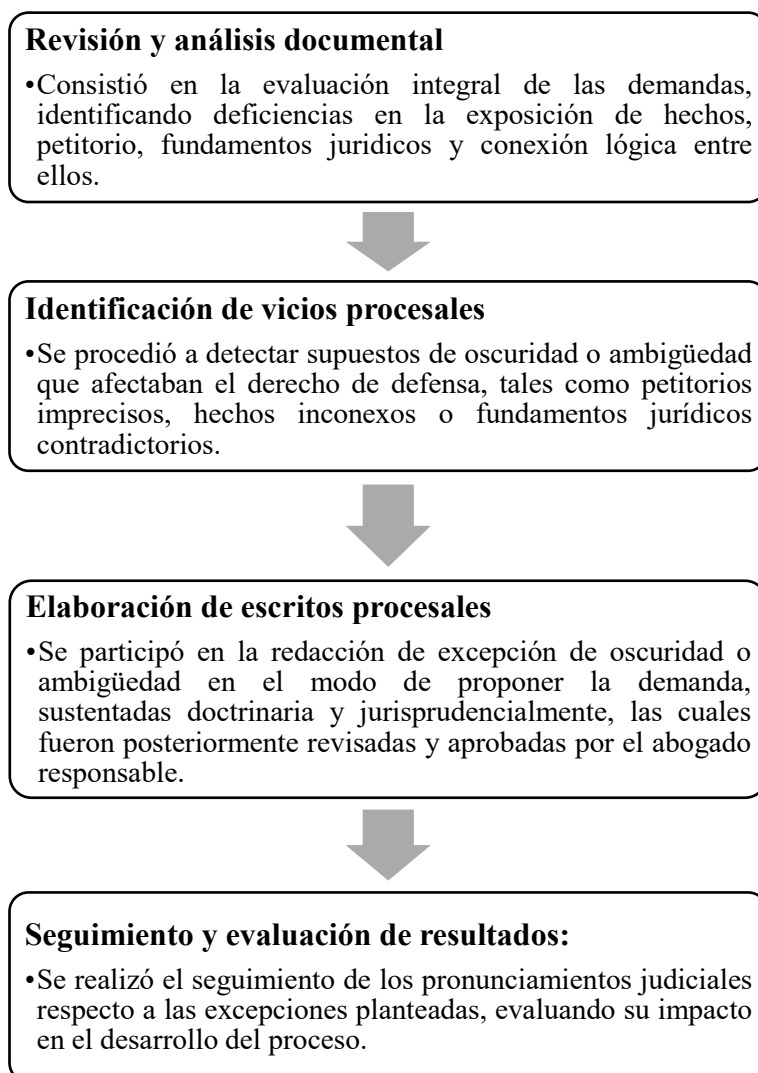 Revisión y análisis documental
•Consistió en la evaluación integral de las demandas,
identificando deficiencias en la exposición de hechos,
petitorio, fundamentos juridicos y conexión lógica entre
ellos.
Identificación de vicios procesales
•Se procedió a detectar supuestos de oscuridad o ambigüedad
que afectaban el derecho de defensa, tales como petitorios
imprecisos, hechos inconexos o fundamentos jurídicos
contradictorios.
Elaboración de escritos procesales
•Se participó en la redacción de excepción de oscuridad o
ambigüedad en el modo de proponer la demanda,
sustentadas doctrinaria y jurisprudencialmente, las cuales
fueron posteriormente revisadas y aprobadas por el abogado
responsable.
Seguimiento y evaluación de resultados:
•Se realizó el seguimiento de los pronunciamientos judiciales
respecto a las excepciones planteadas, evaluando su impacto
en el desarrollo del proceso.